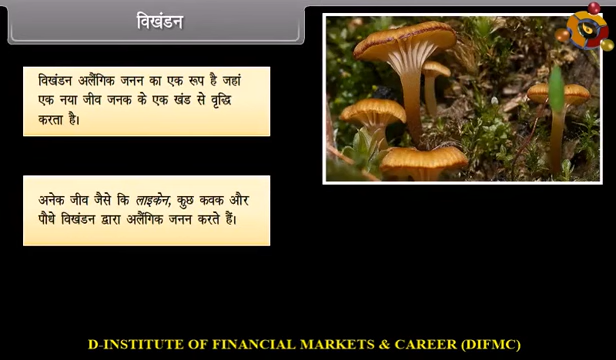 विखंडन
विखंडन अलैंगिक जनन का एक रूप है जहां
एक नया जीव जनक के एक खंड से वृद्धि
करता है।
अनेक जीव जैसे कि लाइकेन, कुछ कवक और
पौधे विखंडन द्वारा अलैंगिक जनन करते हैं।
D-INSTITUTE OF FINANCIAL MARKETS & CAREER (DIFMC)